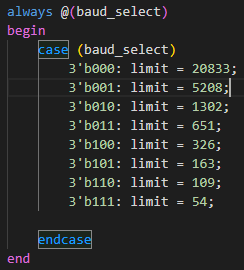 always @(baud_select)
begin
case (baud_select)
3'b000: limit = 20833;
3'b001: limit = 5208;
3'b010: limit = 1302;
3'b011: limit = 651;
3'b100: limit = 326;
3'b101: limit = 163;
3'b110: limit = 109;
3'b111: limit = 54;
endcase
end